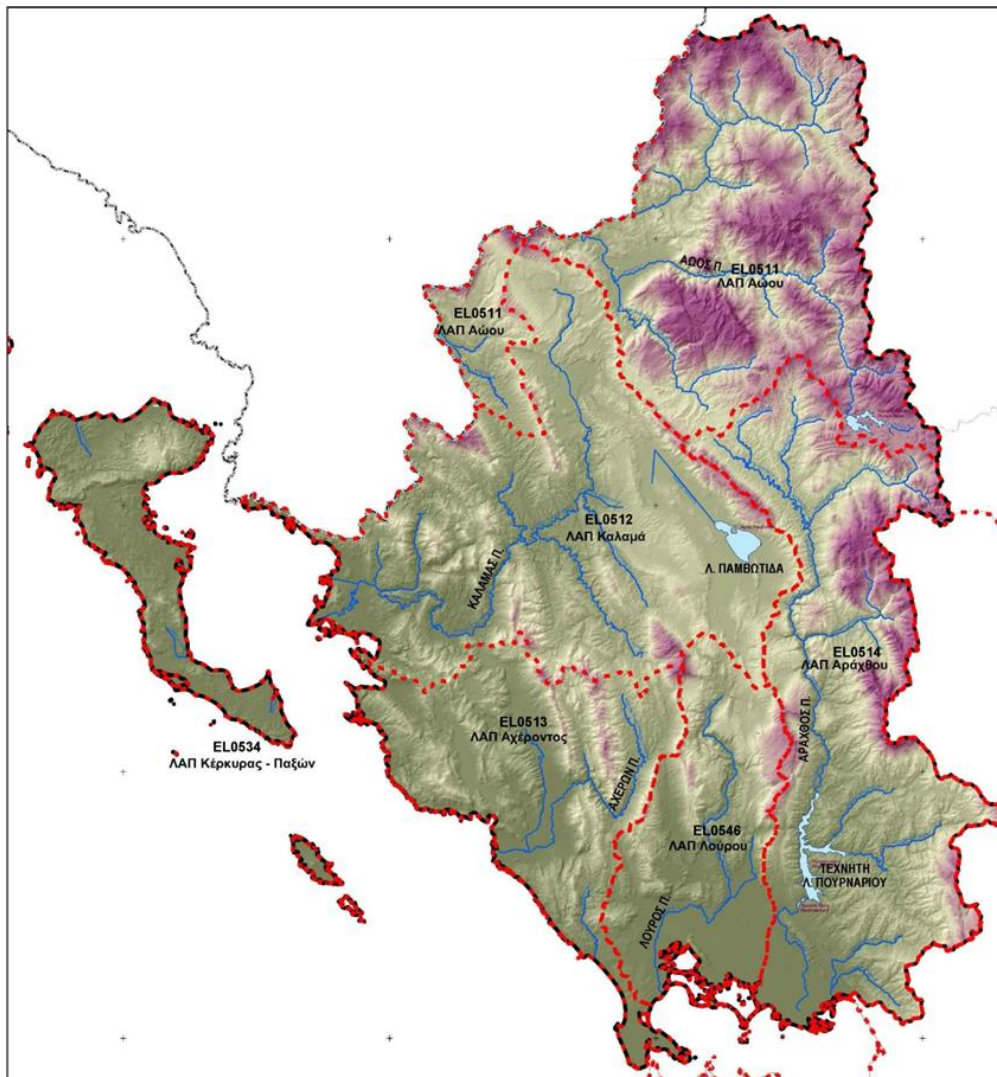 ΑΩΟΣ Π.
EL0511
ΛΑΠ Αώου
EL0511
ΛΑΠ Αώου
EL0512
ΛΑΠ Καλαμά
Λ. ΠΑΜΒΩΤΙΔΑ
ΚΑΛΑΜΑΣ Π.
EL0514
ΛΑΠ Αράχθου
ΑΡΑΧΘΟΣ Π.
EL0513
ΛΑΠ Αχέροντος
EL0534
ΛΑΠ Κέρκυρας - Παξών
ΑΧΕΡΩΝ Π.
EL0546
ΛΑΠ Λούρου
ΤΕΧΝΗΤΗ
Λ. ΠΟΥΡΝΑΡΙΟΥ
ΛΟΥΡΟΣ Π.